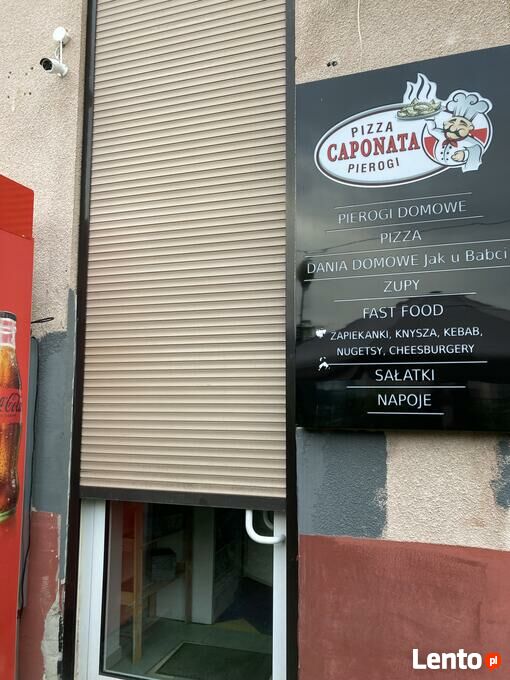 PIZZA
CAPONATA
PIEROGI
PIEROGI DOMOWE
PIZZA
DANIA DOMOWE Jak u Babci
ZUPY
FAST FOOD
ZAPIEKANKI, KNYSZA, KEBAB,
NUGETSY, CHEESBURGERY
SAŁATKI
NAPOJE
Lento pl